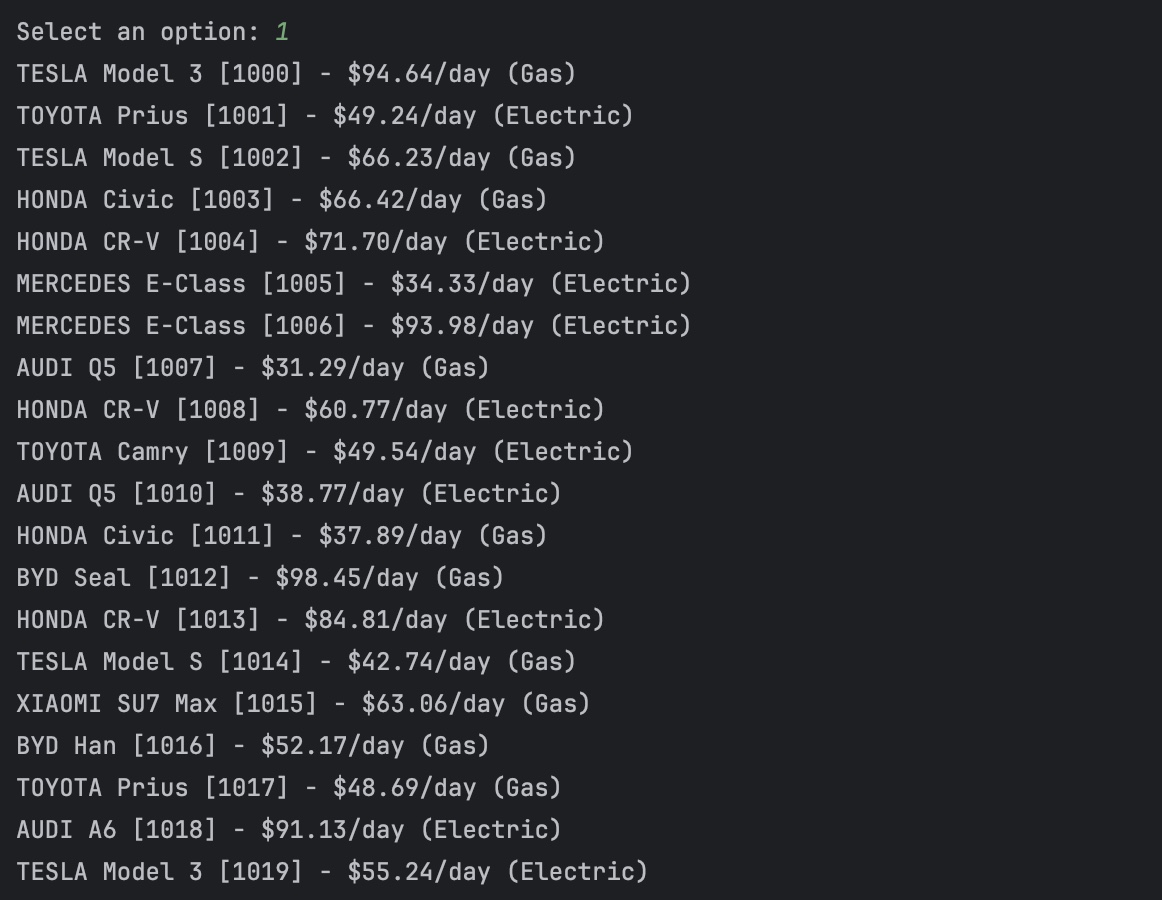 Select an option: 1
TESLA Model 3 [1000] - $94.64/day (Gas)
TOYOTA Prius [1001] - $49.24/day (Electric)
TESLA Model S [1002] - $66.23/day (Gas)
HONDA Civic [1003] - $66.42/day (Gas)
HONDA CR-V [1004] - $71.70/day (Electric)
MERCEDES E-Class [1005] - $34.33/day (Electric)
MERCEDES E-Class [1006] - $93.98/day (Electric)
AUDI Q5 [1007] - $31.29/day (Gas)
HONDA CR-V [1008] - $60.77/day (Electric)
TOYOTA Camry [1009] - $49.54/day (Electric)
AUDI Q5 [1010] - $38.77/day (Electric)
HONDA Civic [1011] - $37.89/day (Gas)
BYD Seal [1012] - $98.45/day (Gas)
HONDA CR-V [1013] - $84.81/day (Electric)
TESLA Model S [1014] - $42.74/day (Gas)
XIAOMI SU7 Max [1015] - $63.06/day (Gas)
BYD Han [1016] - $52.17/day (Gas)
TOYOTA Prius [1017] - $48.69/day (Gas)
AUDI A6 [1018] - $91.13/day (Electric)
TESLA Model 3 [1019] - $55.24/day (Electric)